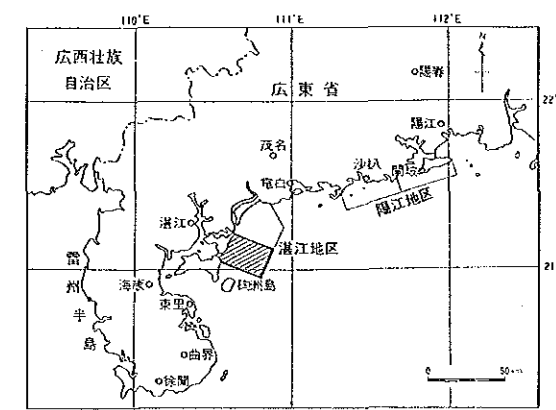 110°E
111°E
112°E
広西壮族
自治区
広東省
N
陽春
22
陽江
茂名
沙扒
電白
閘坡
陽江地区
湛江
湛江地区
21
雷州半島
海康
硇州島
東里
曲界
徐聞
0
50km